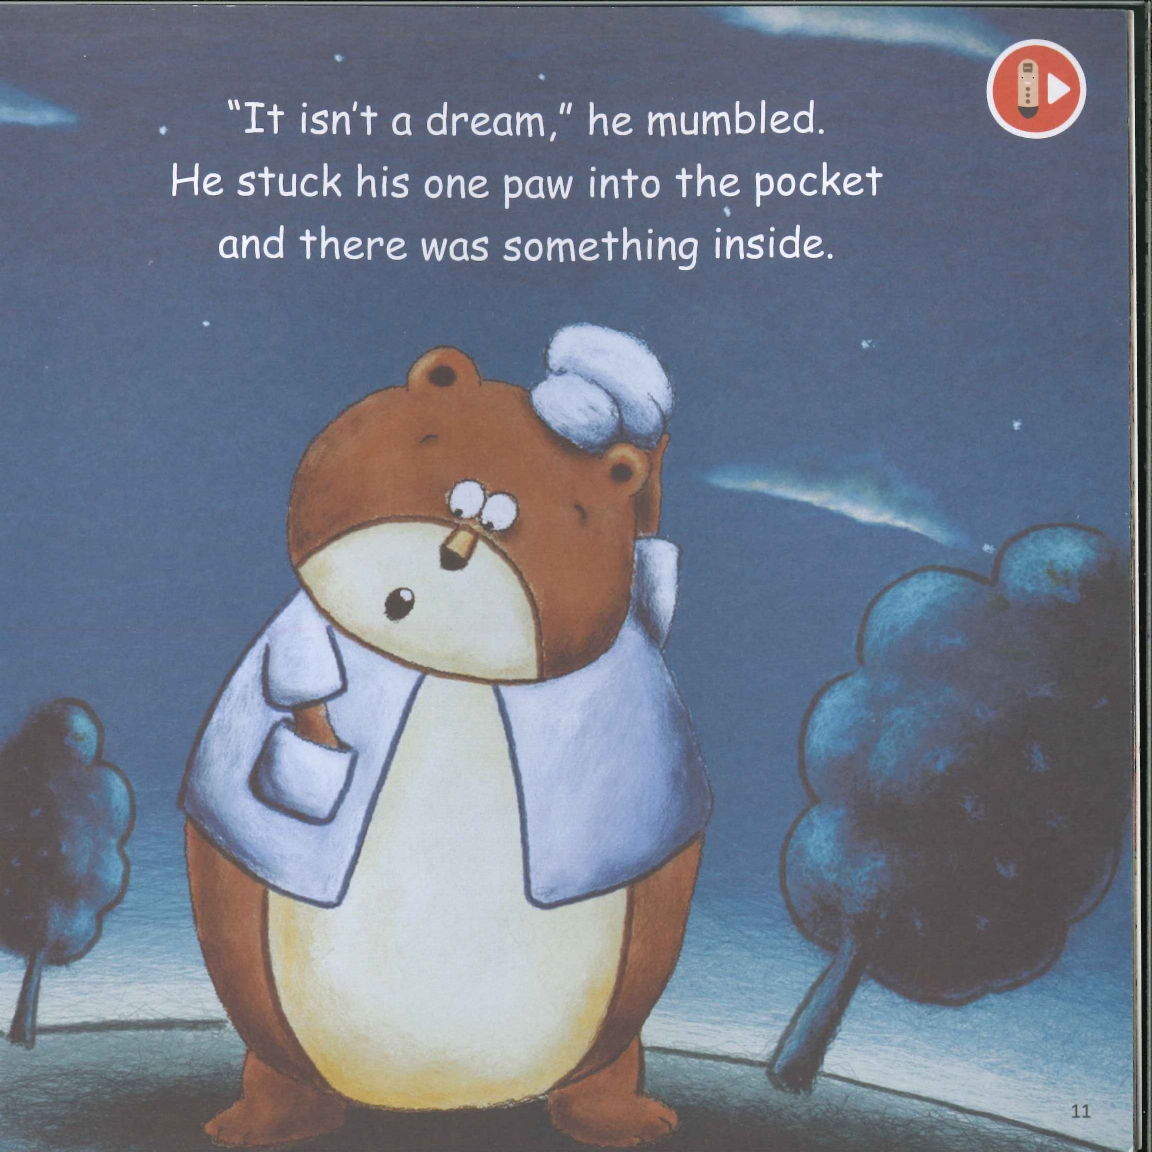 “It isn’t a dream,” he mumbled.
He stuck his one paw into the pocket
and there was something inside.
11